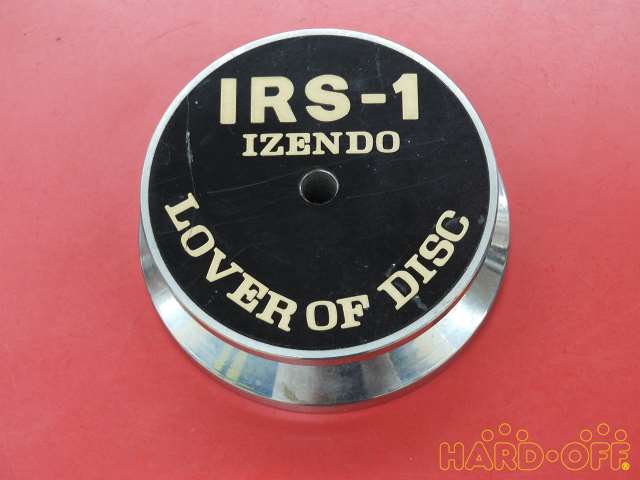 IRS-1
IZENDO
LOVER OF DISC
HARD-OFF®